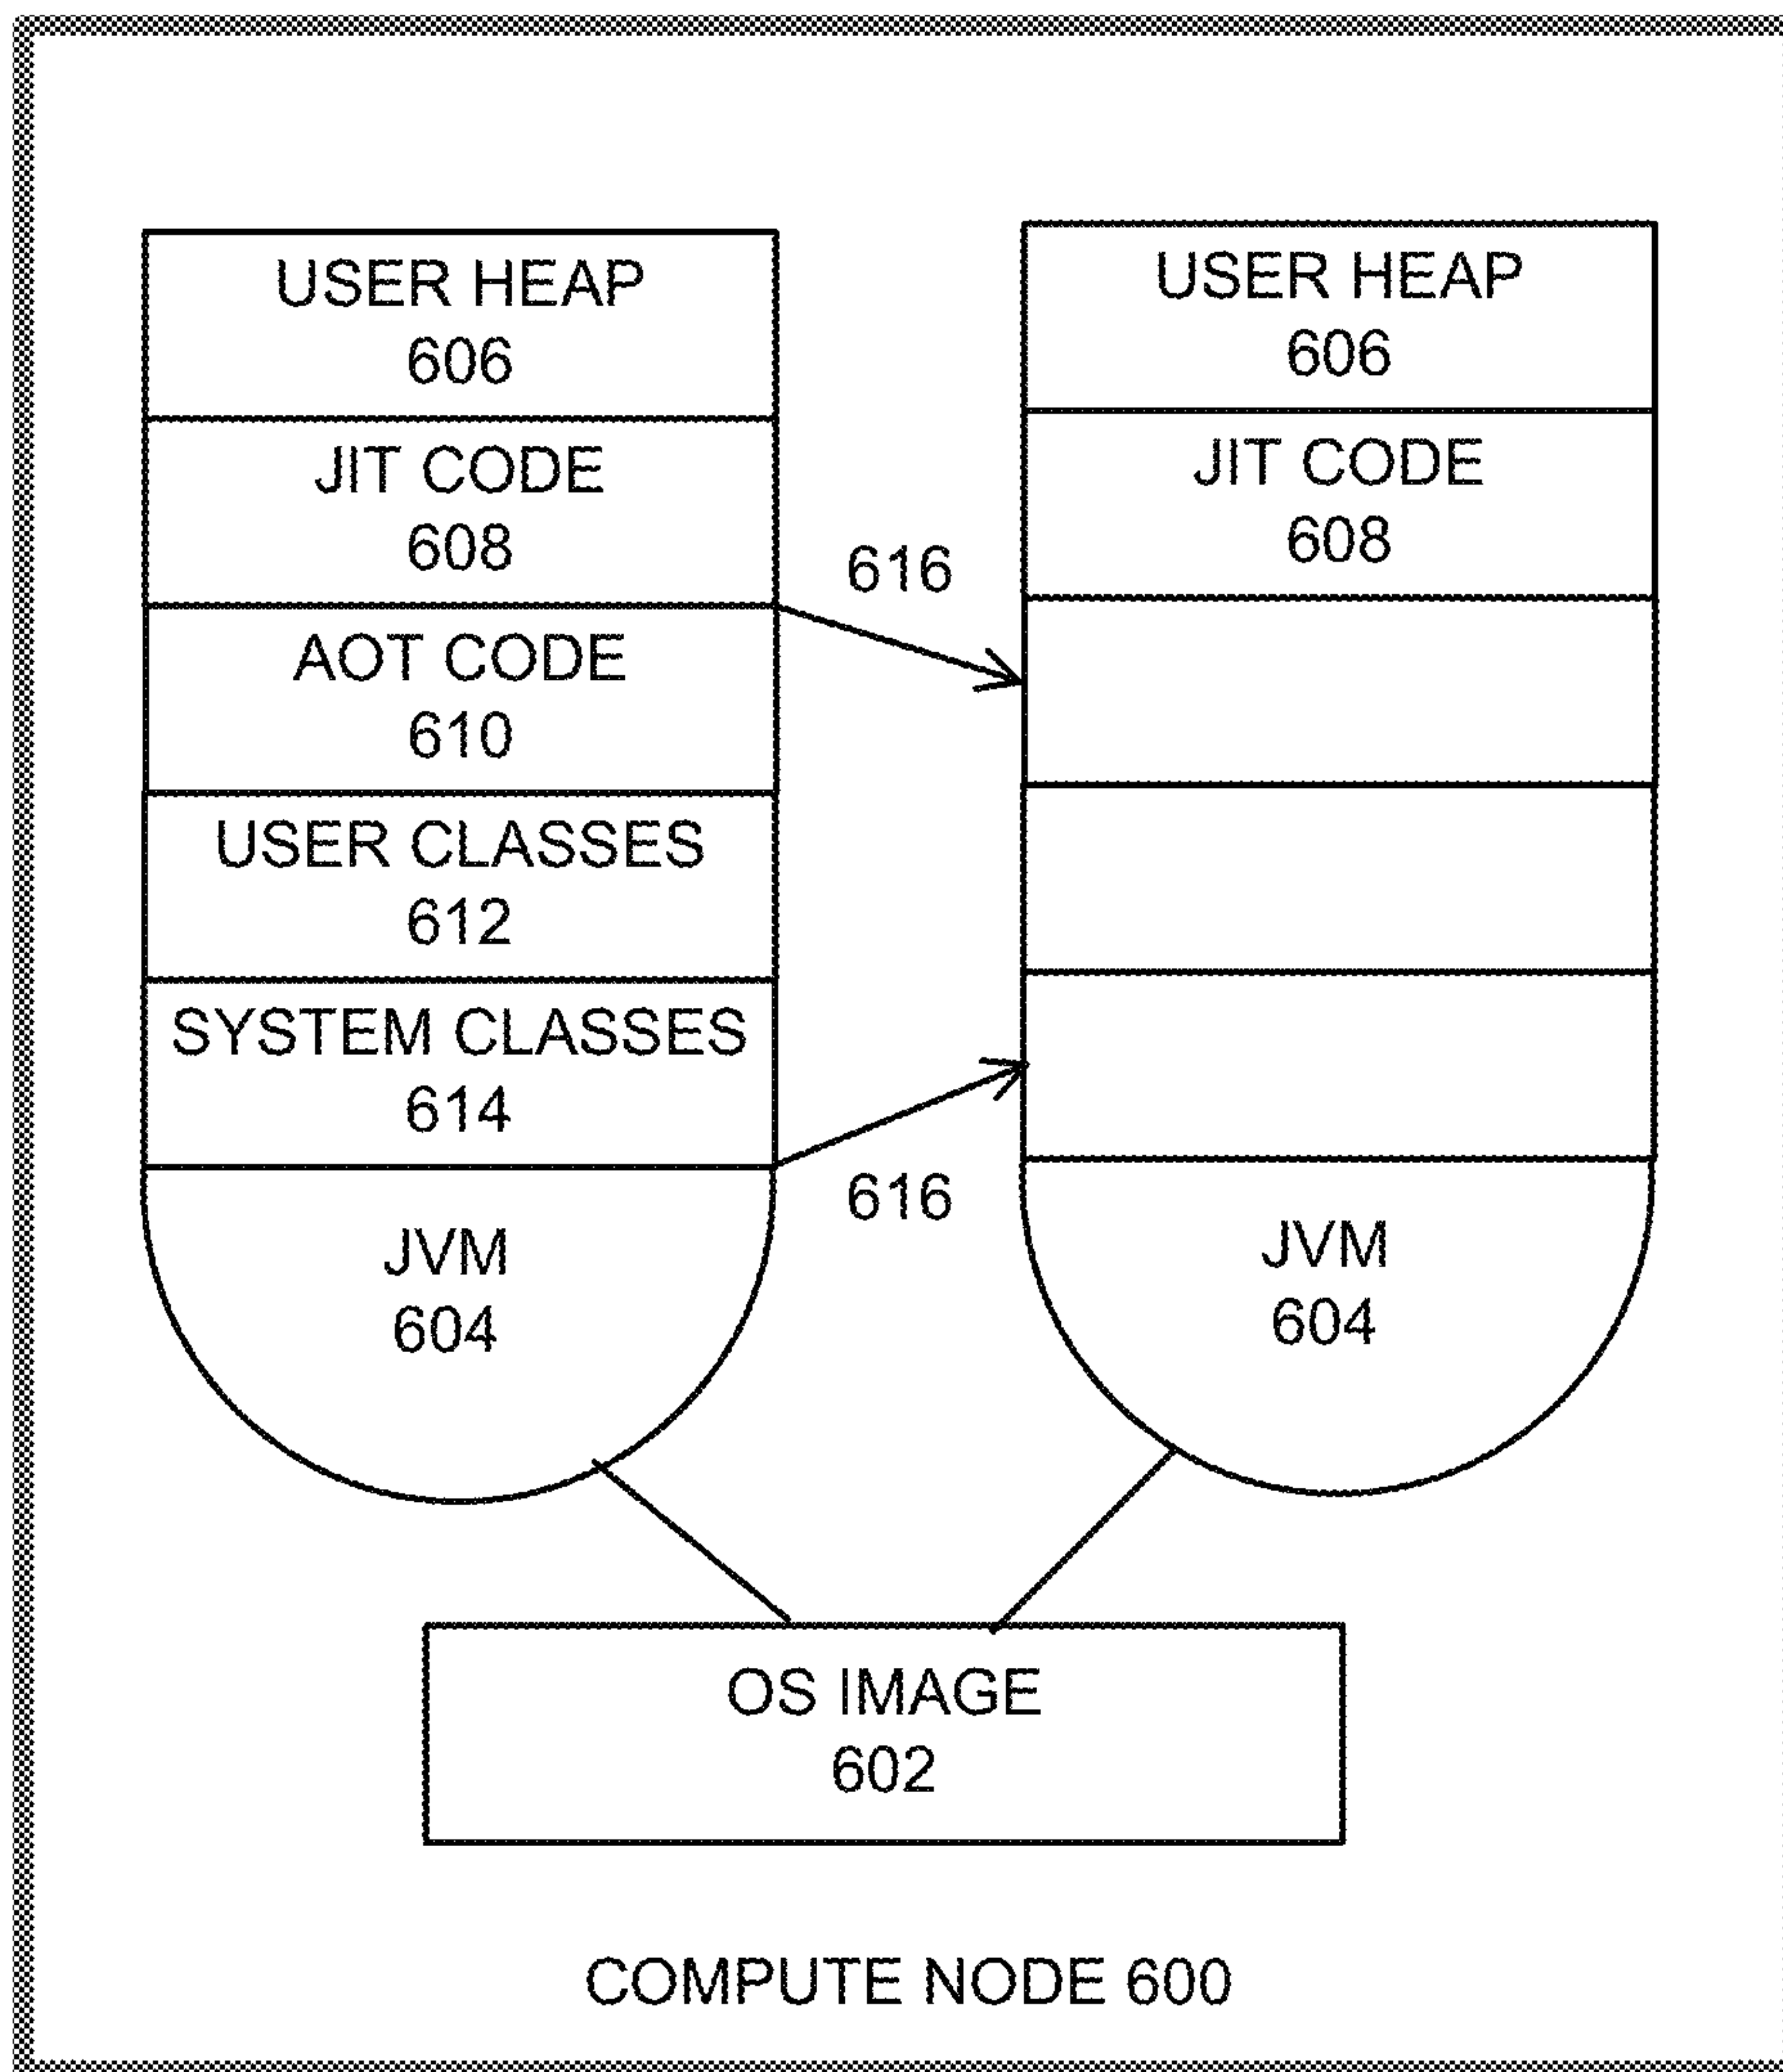 USER HEAP
606
JIT CODE
608
AOT CODE
610
USER CLASSES
612
SYSTEM CLASSES
614
JVM
604
616
616
USER HEAP
606
JIT CODE
608
JVM
604
OS IMAGE
602
COMPUTE NODE 600